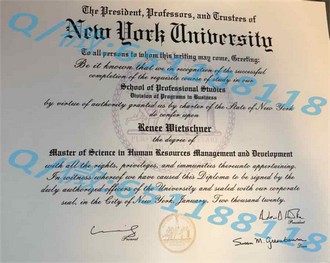 The President, Professors, and Trustees of
New York University
To all persons to whom this writing may come, Greeting:
Be it known that we in recognition of the successful
completion of the requisite course of study in our
School of Professional Studies
Division of Programs in Business
by virtue of authority granted us by charter of the State of New York
do confer upon
Renee Wietschner
the degree of
Master of Science in Human Resources Management and Development
with all the rights, privileges, and immunities thereunto appertaining.
In witness whereof we have caused this Diploma to be signed by the
duly authorized officers of the University and sealed with our corporate
seal, in the City of New York, January, Two thousand twenty.
President
Provost
Dean